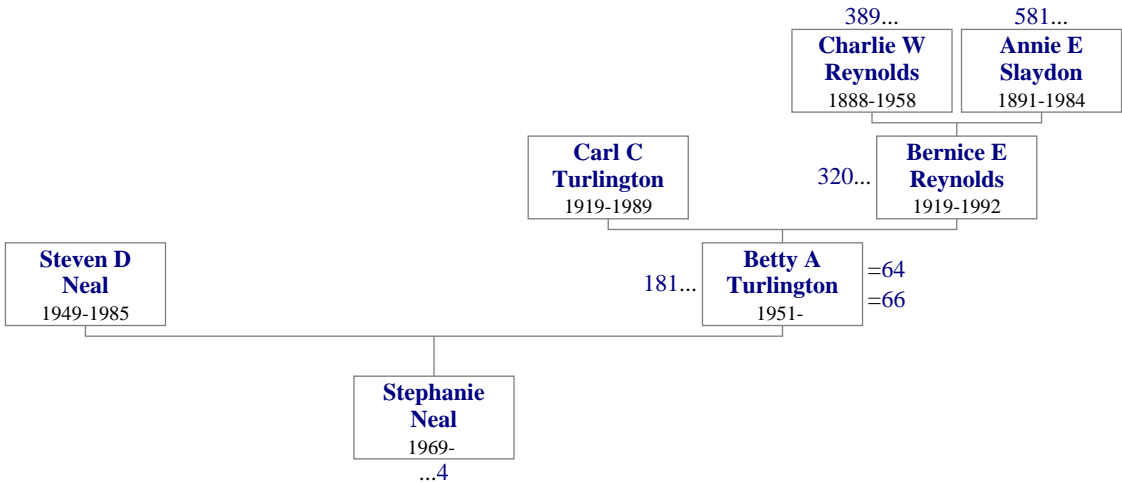 389...
581...
Charlie W
Reynolds
1888-1958
Annie E
Slaydon
1891-1984
Carl C
Turlington
1919-1989
320...
Bernice E
Reynolds
1919-1992
Steven D
Neal
1949-1985
181...
Betty A
Turlington
1951-
=64
=66
Stephanie
Neal
1969-
...4